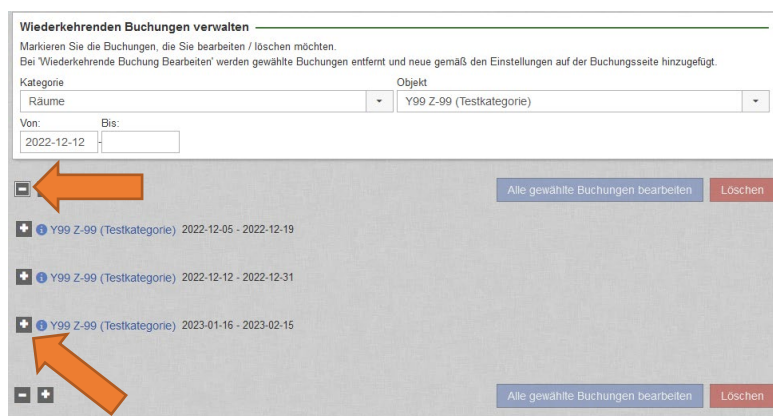 Wiederkehrenden Buchungen verwalten
Markieren Sie die Buchungen, die Sie bearbeiten / löschen möchten.
Bei 'Wiederkehrende Buchung Bearbeiten' werden gewählte Buchungen entfernt und neue gemäß den Einstellungen auf der Buchungsseite hinzugefügt.
Kategorie Objekt
Räume Y99 Z-99 (Testkategorie)
Von: Bis:
2022-12-12 -
Alle gewählte Buchungen bearbeiten Löschen
Y99 Z-99 (Testkategorie) 2022-12-05 - 2022-12-19
Y99 Z-99 (Testkategorie) 2022-12-12 - 2022-12-31
Y99 Z-99 (Testkategorie) 2023-01-16 - 2023-02-15
Alle gewählte Buchungen bearbeiten Löschen